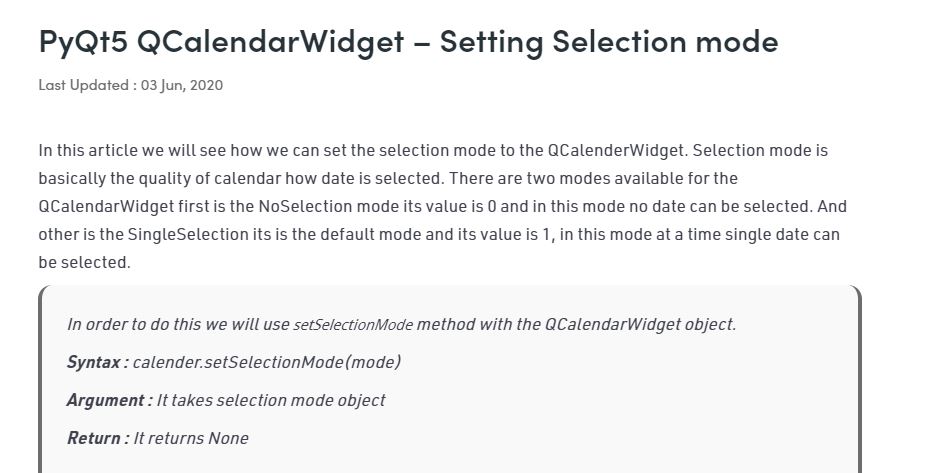 PyQt5 QCalendarWidget – Setting Selection mode
Last Updated : 03 Jun, 2020
In this article we will see how we can set the selection mode to the QCalenderWidget. Selection mode is
basically the quality of calendar how date is selected. There are two modes available for the
QCalendarWidget first is the NoSelection mode its value is 0 and in this mode no date can be selected. And
other is the SingleSelection its is the default mode and its value is 1, in this mode at a time single date can
be selected.
In order to do this we will use setSelectionMode method with the QCalendarWidget object.
Syntax : calender.setSelectionMode(mode)
Argument : It takes selection mode object
Return : It returns None